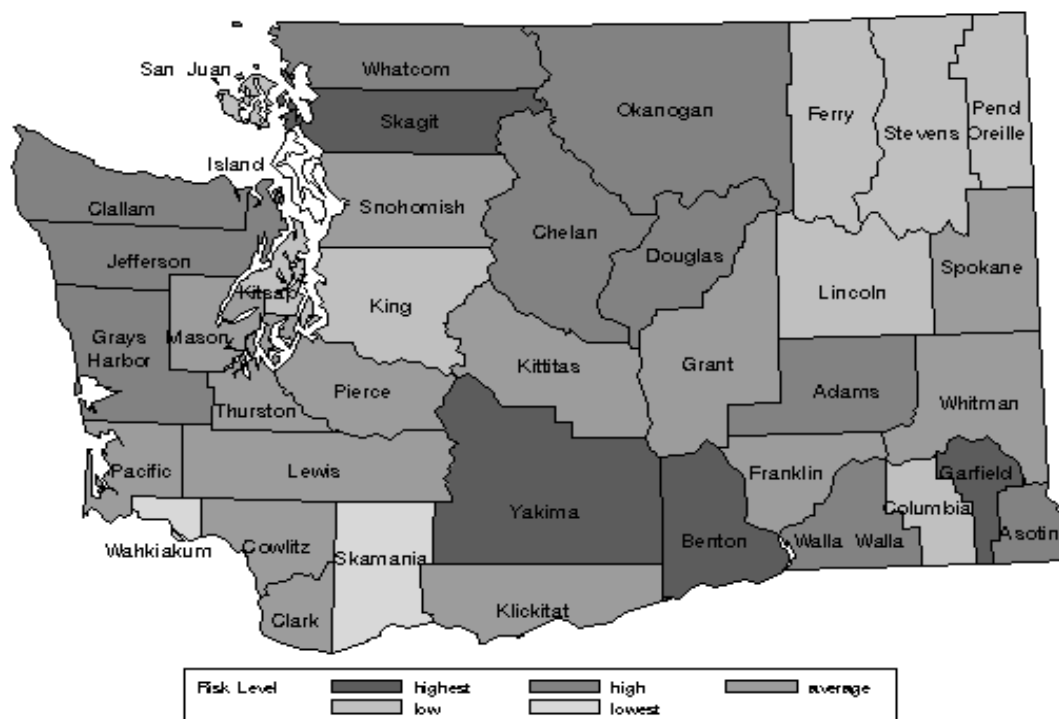 Whatcom
San Juan
Skagit
Okanogan
Ferry
Stevens
Pend
Oreille
Island
Clallam
Snohomish
Chelan
Douglas
Jefferson
Spokane
Kitsap
King
Lincoln
Grays
Harbor
Mason
Kittitas
Grant
Pierce
Adams
Thurston
Whitman
Pacific
Lewis
Franklin
Garfield
Yakima
Columbia
Wahkiakum
Cowlitz
Skamania
Benton
Walla Walla
Asotin
Clark
Klickitat
Risk Level highest high average
low lowest